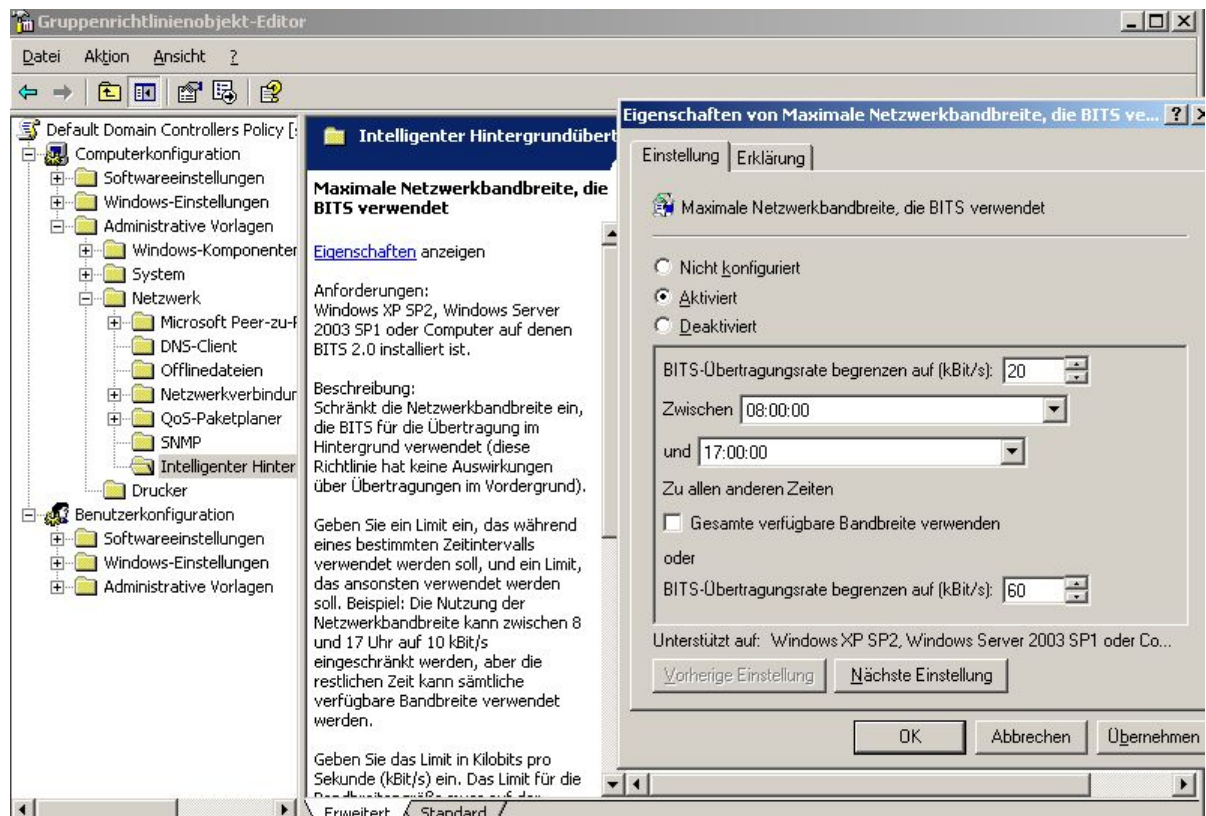 Gruppenrichtlinienobjekt-Editor
Datei Aktion Ansicht ?
Default Domain Controllers Policy [
Computerkonfiguration
Softwareeinstellungen
Windows-Einstellungen
Administrative Vorlagen
Windows-Komponenten
System
Netzwerk
Microsoft Peer-zu-
DNS-Client
Offlinedateien
Netzwerkverbindun
QoS-Paketplaner
SNMP
Intelligenter Hinter
Drucker
Benutzerkonfiguration
Softwareeinstellungen
Windows-Einstellungen
Administrative Vorlagen
Intelligenter Hintergrundübert
Maximale Netzwerkbandbreite, die
BITS verwendet
Eigenschaften anzeigen
Anforderungen:
Windows XP SP2, Windows Server
2003 SP1 oder Computer auf denen
BITS 2.0 installiert ist.
Beschreibung:
Schränkt die Netzwerkbandbreite ein,
die BITS für die Übertragung im
Hintergrund verwendet (diese
Richtlinie hat keine Auswirkungen
über Übertragungen im Vordergrund).
Geben Sie ein Limit ein, das während
eines bestimmten Zeitintervalls
verwendet werden soll, und ein Limit,
das ansonsten verwendet werden
soll. Beispiel: Die Nutzung der
Netzwerkbandbreite kann zwischen 8
und 17 Uhr auf 10 kBit/s
eingeschränkt werden, aber die
restlichen Zeit kann sämtliche
verfügbare Bandbreite verwendet
werden.
Geben Sie das Limit in Kilobits pro
Sekunde (kBit/s) ein. Das Limit für die
Erweitert Standard
Eigenschaften von Maximale Netzwerkbandbreite, die BITS ve...
Einstellung Erklärung
Maximale Netzwerkbandbreite, die BITS verwendet
Nicht konfiguriert
Aktiviert
Deaktiviert
BITS-Übertragungsrate begrenzen auf (kBit/s): 20
Zwischen 08:00:00
und 17:00:00
Zu allen anderen Zeiten
Gesamte verfügbare Bandbreite verwenden
oder
BITS-Übertragungsrate begrenzen auf (kBit/s): 60
Unterstützt auf: Windows XP SP2, Windows Server 2003 SP1 oder Co...
Vorherige Einstellung Nächste Einstellung
OK Abbrechen Übernehmen